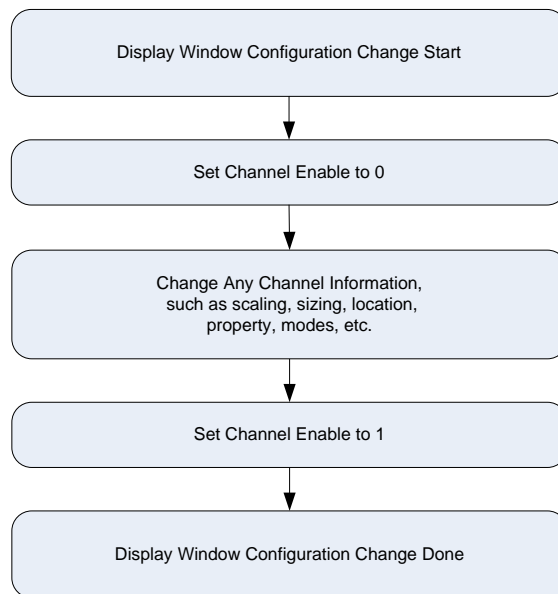 Display Window Configuration Change Start
Set Channel Enable to 0
Change Any Channel Information,
such as scaling, sizing, location,
property, modes, etc.
Set Channel Enable to 1
Display Window Configuration Change Done